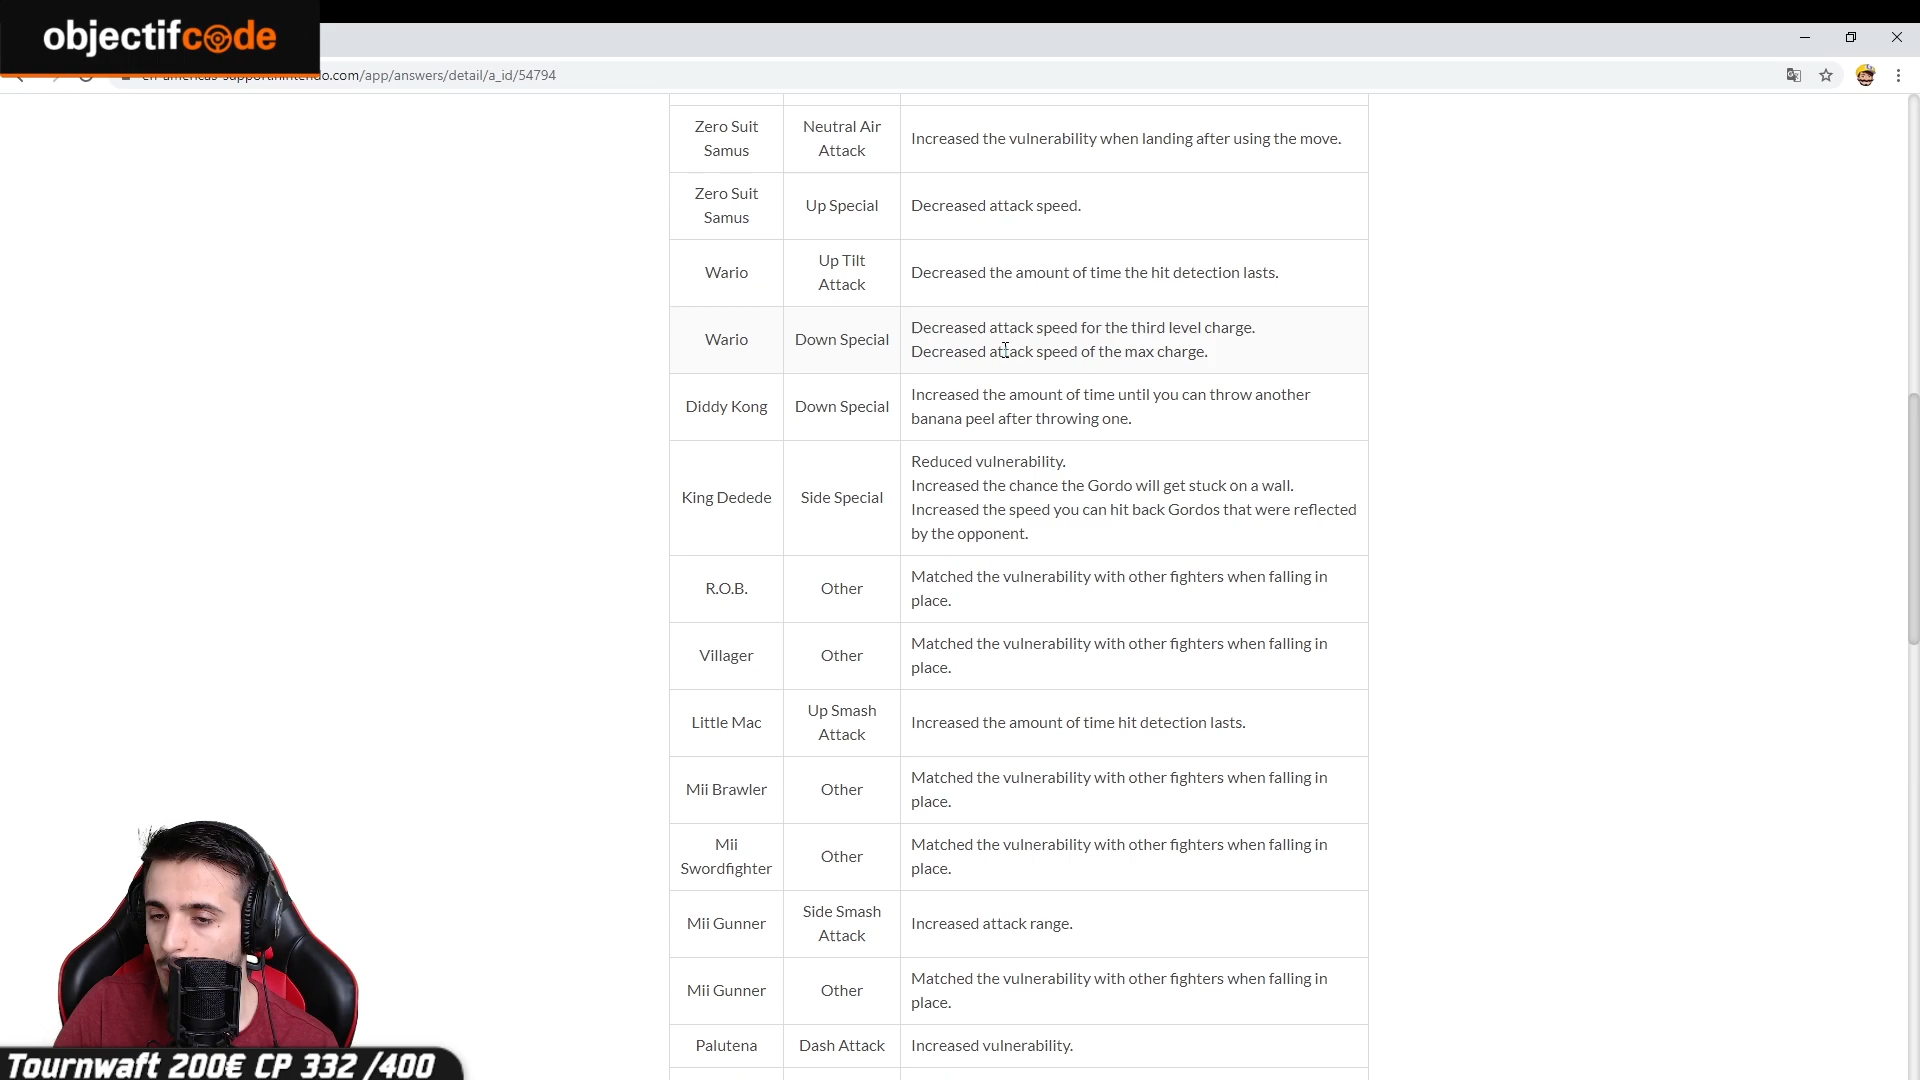 objectifcode
.com/app/answers/detail/a_id/54794
Zero Suit Samus
Neutral Air Attack
Increased the vulnerability when landing after using the move.
Zero Suit Samus
Up Special
Decreased attack speed.
Wario
Up Tilt Attack
Decreased the amount of time the hit detection lasts.
Wario
Down Special
Decreased attack speed for the third level charge.
Decreased attack speed of the max charge.
Diddy Kong
Down Special
Increased the amount of time until you can throw another
banana peel after throwing one.
King Dedede
Side Special
Reduced vulnerability.
Increased the chance the Gordo will get stuck on a wall.
Increased the speed you can hit back Gordos that were reflected
by the opponent.
R.O.B.
Other
Matched the vulnerability with other fighters when falling in
place.
Villager
Other
Matched the vulnerability with other fighters when falling in
place.
Little Mac
Up Smash Attack
Increased the amount of time hit detection lasts.
Mii Brawler
Other
Matched the vulnerability with other fighters when falling in
place.
Mii Swordfighter
Other
Matched the vulnerability with other fighters when falling in
place.
Mii Gunner
Side Smash Attack
Increased attack range.
Mii Gunner
Other
Matched the vulnerability with other fighters when falling in
place.
Palutena
Dash Attack
Increased vulnerability.
Tournwaft 200€ CP 332 /400